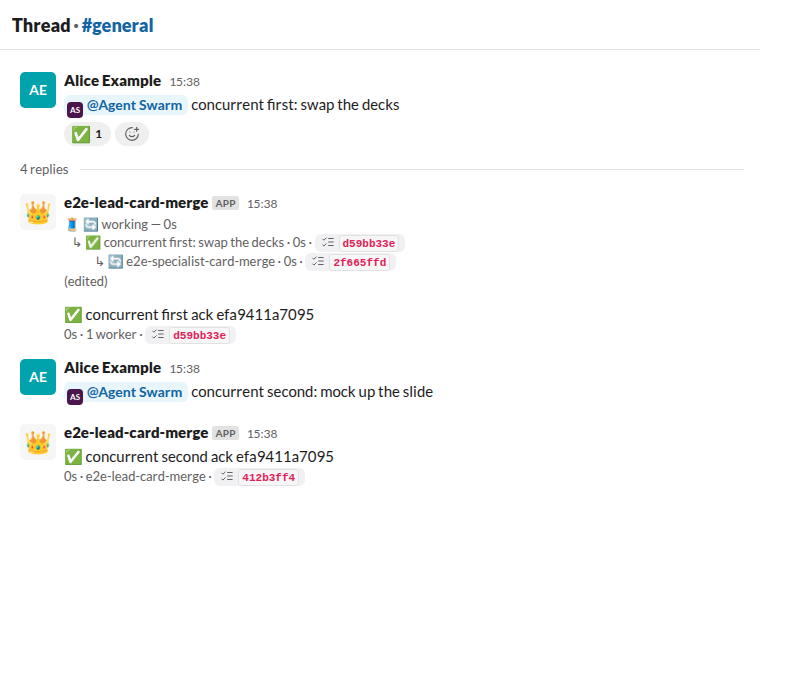 Thread · #general
AE
Alice Example 15:38
AS @Agent Swarm concurrent first: swap the decks
✅ 1
4 replies
e2e-lead-card-merge APP 15:38
🧵 🔄 working — 0s
↳ ✅ concurrent first: swap the decks · 0s · d59bb33e
↳ 🔄 e2e-specialist-card-merge · 0s · 2f665ffd
(edited)
✅ concurrent first ack efa9411a7095
0s · 1 worker · d59bb33e
AE
Alice Example 15:38
AS @Agent Swarm concurrent second: mock up the slide
e2e-lead-card-merge APP 15:38
✅ concurrent second ack efa9411a7095
0s · e2e-lead-card-merge · 412b3ff4